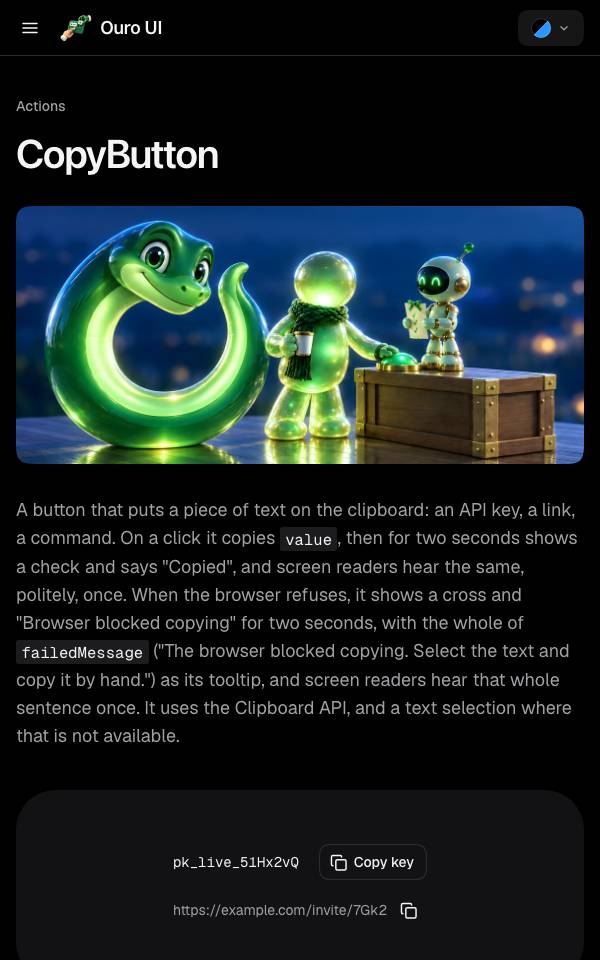 Ouro UI
Actions
CopyButton
A button that puts a piece of text on the clipboard: an API key, a link,
a command. On a click it copies value, then for two seconds shows
a check and says "Copied", and screen readers hear the same,
politely, once. When the browser refuses, it shows a cross and
"Browser blocked copying" for two seconds, with the whole of
failedMessage ("The browser blocked copying. Select the text and
copy it by hand.") as its tooltip, and screen readers hear that whole
sentence once. It uses the Clipboard API, and a text selection where
that is not available.
pk_live_51Hx2vQ Copy key
https://example.com/invite/7Gk2